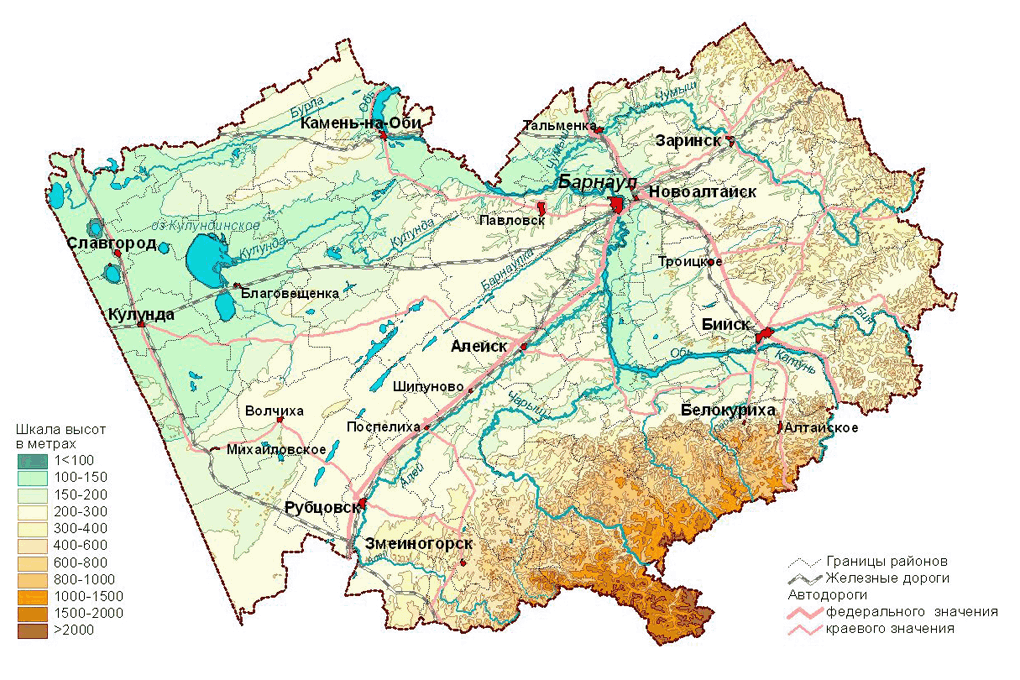 Бурла
Обь
Камень-на-Оби
Чумыш
Тальменка
Чумыш
Заринск
Барнаул
Новоалтайск
Павловск
оз Кулундинское
Кулунда
Кулунда
Славгород
Барнаулка
Троицкое
Благовещенка
Кулунда
Бийск
Бия
Алейск
Обь
Катунь
Шипуново
Чарыш
Волчиха
Белокуриха
Поспелиха
Алтайское
Михайловское
Алей
Рубцовск
Змеиногорск
Шкала высот
в метрах
1<100
100-150
150-200
200-300
300-400
400-600
600-800
800-1000
1000-1500
1500-2000
>2000
Границы районов
Железные дороги
Автодороги
федерального значения
краевого значения